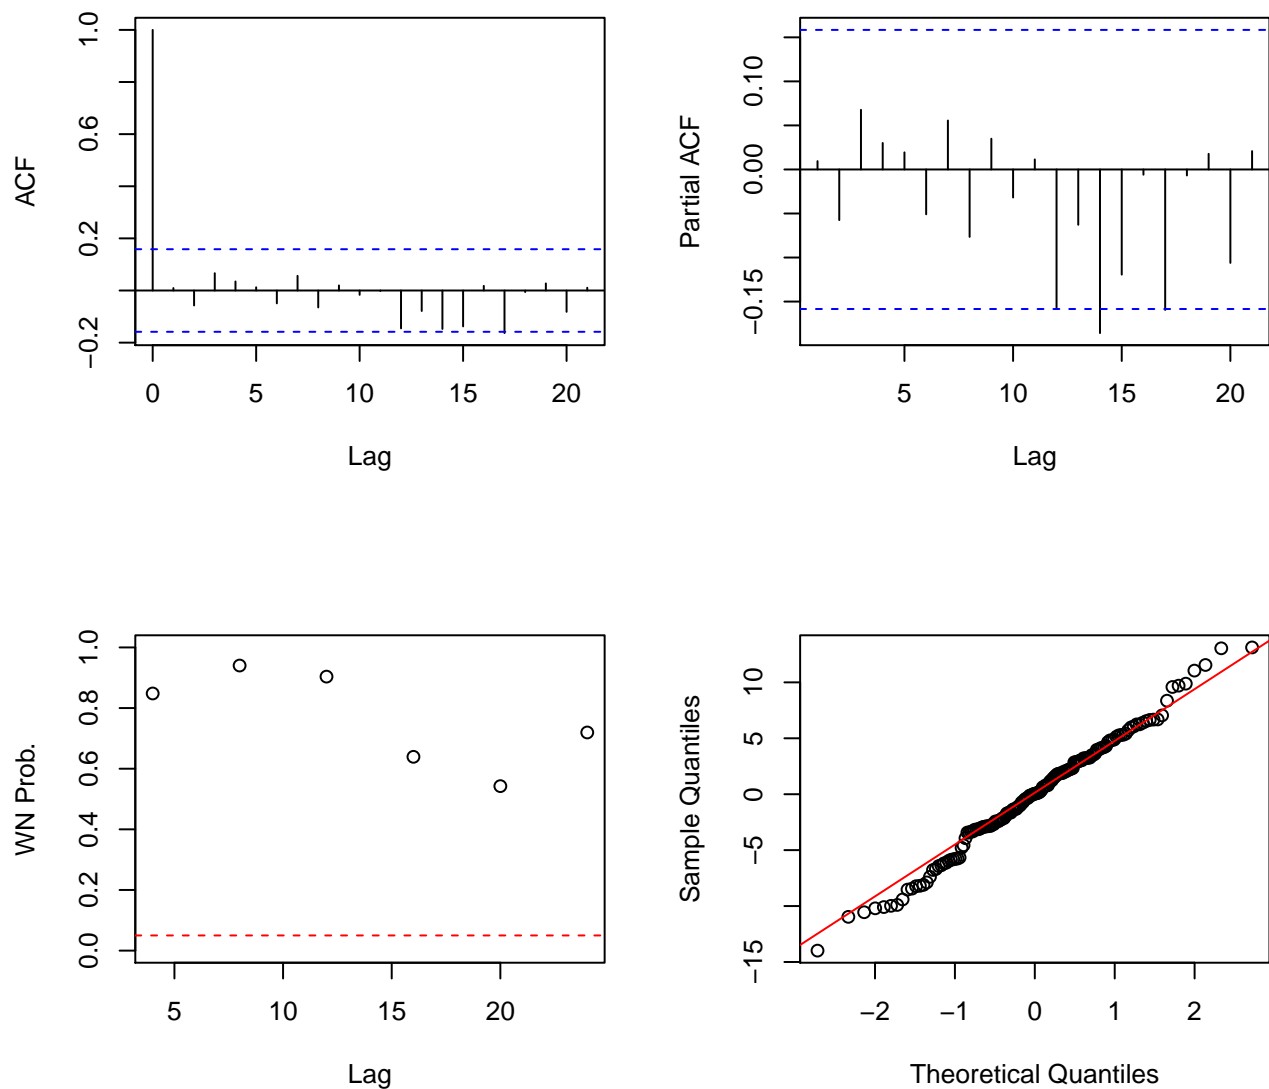 ACF
1.0
0.6
0.2
−0.2
0 5 10 15 20
Lag
Partial ACF
0.10
0.00
−0.15
5 10 15 20
Lag
WN Prob.
1.0
0.8
0.6
0.4
0.2
0.0
5 10 15 20
Lag
Sample Quantiles
10
5
0
−5
−15
−2 −1 0 1 2
Theoretical Quantiles